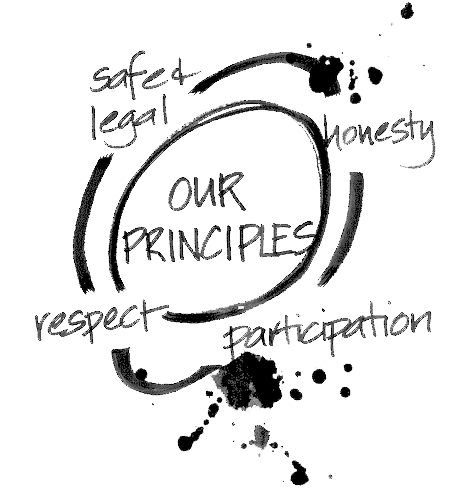 safe &
legal
honesty
OUR
PRINCIPLES
respect
participation